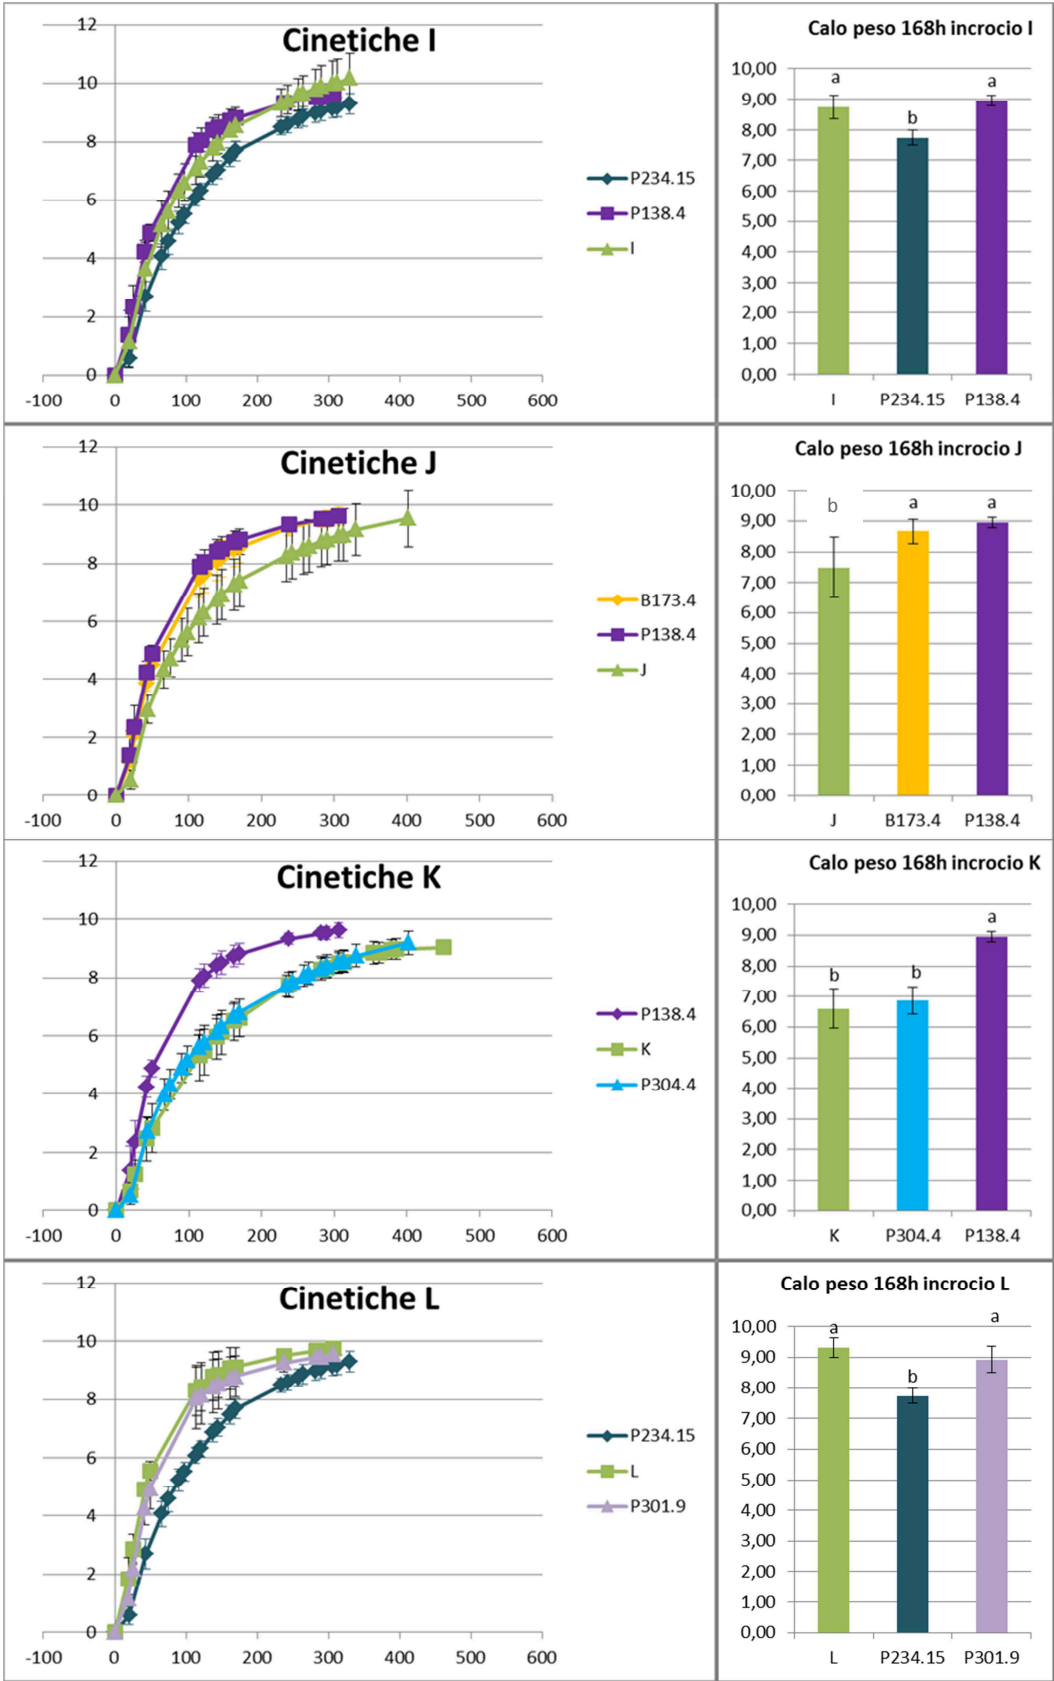 Cinetiche I
12
10
8
6
4
2
0
-100 0 100 200 300 400 500 600
P234.15
P138.4
I
Calo peso 168h incrocio I
10,00
9,00
8,00
7,00
6,00
5,00
4,00
3,00
2,00
1,00
0,00
a
b
a
I P234.15 P138.4
Cinetiche J
12
10
8
6
4
2
0
-100 0 100 200 300 400 500 600
B173.4
P138.4
J
Calo peso 168h incrocio J
10,00
9,00
8,00
7,00
6,00
5,00
4,00
3,00
2,00
1,00
0,00
b
a
a
J B173.4 P138.4
Cinetiche K
12
10
8
6
4
2
0
-100 0 100 200 300 400 500 600
P138.4
K
P304.4
Calo peso 168h incrocio K
10,00
9,00
8,00
7,00
6,00
5,00
4,00
3,00
2,00
1,00
0,00
b
b
a
K P304.4 P138.4
Cinetiche L
12
10
8
6
4
2
0
-100 0 100 200 300 400 500 600
P234.15
L
P301.9
Calo peso 168h incrocio L
10,00
9,00
8,00
7,00
6,00
5,00
4,00
3,00
2,00
1,00
0,00
a
b
a
L P234.15 P301.9